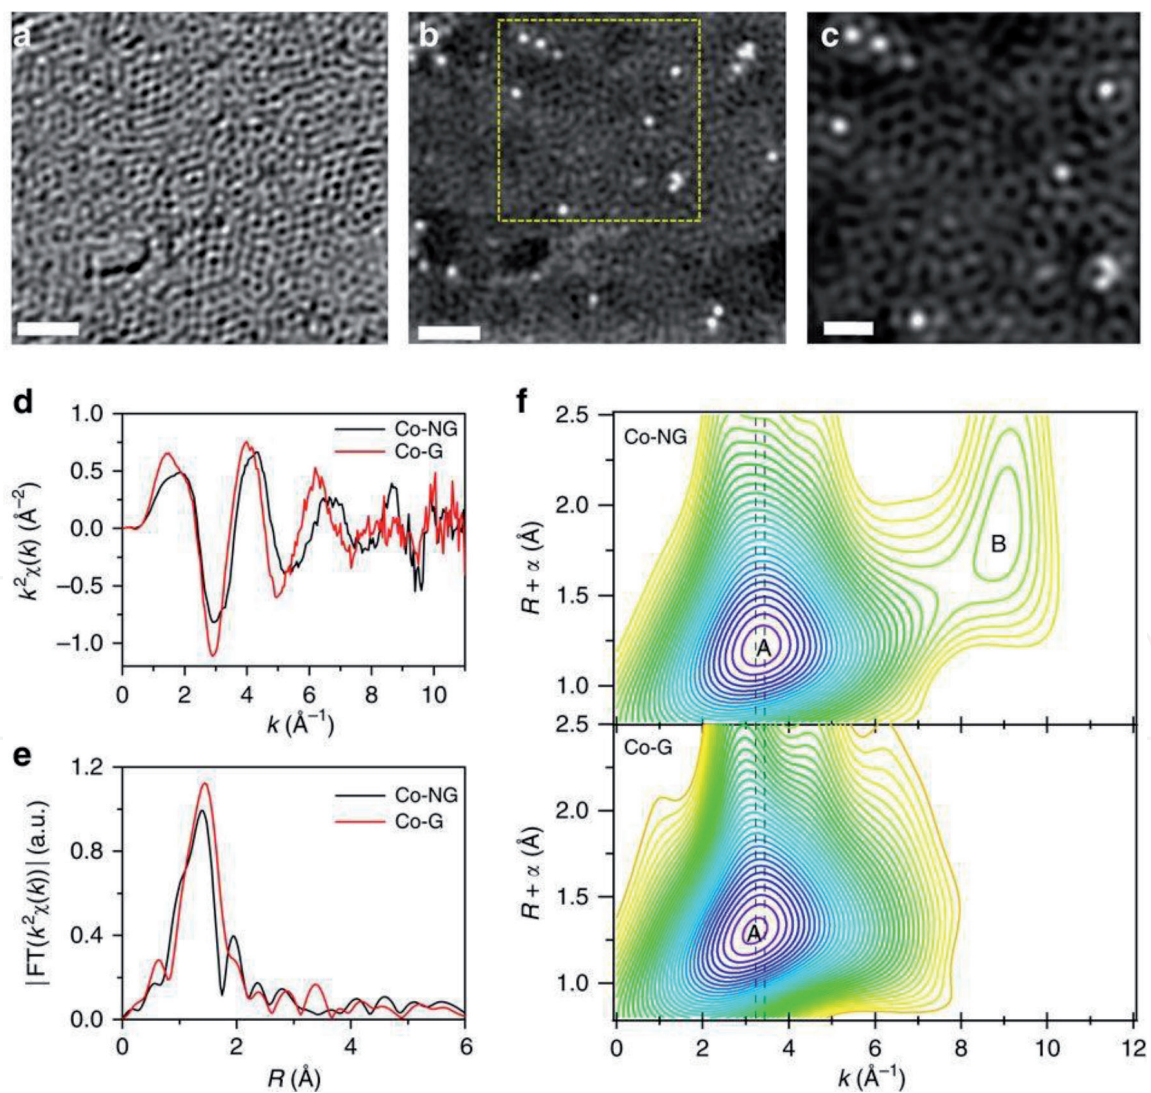 a
b
c
d
1.0
0.5
0.0
−0.5
−1.0
k²χ(k) (Å⁻²)
Co-NG
Co-G
0 2 4 6 8 10
k (Å⁻¹)
e
1.2
0.8
0.4
0.0
|FT(k²χ(k))| (a.u.)
Co-NG
Co-G
0 2 4 6
R (Å)
f
Co-NG
2.5
2.0
1.5
1.0
R + α (Å)
A
B
Co-G
2.5
2.0
1.5
1.0
R + α (Å)
A
0 2 4 6 8 10 12
k (Å⁻¹)